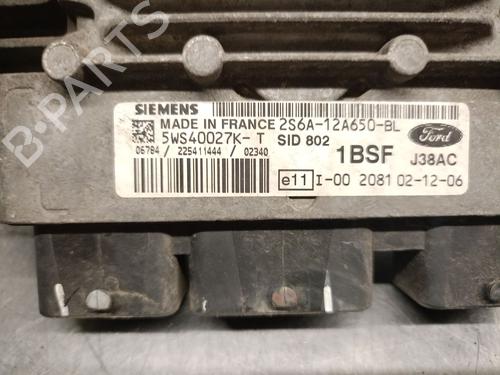 SIEMENS
MADE IN FRANCE 2S6A-12A650-BL
5WS40027K-T SID 802
06784 / 225411444 / 02340
1BSF
Ford
J38AC
e11 I-00 2081 02-12-06
B-PARTS